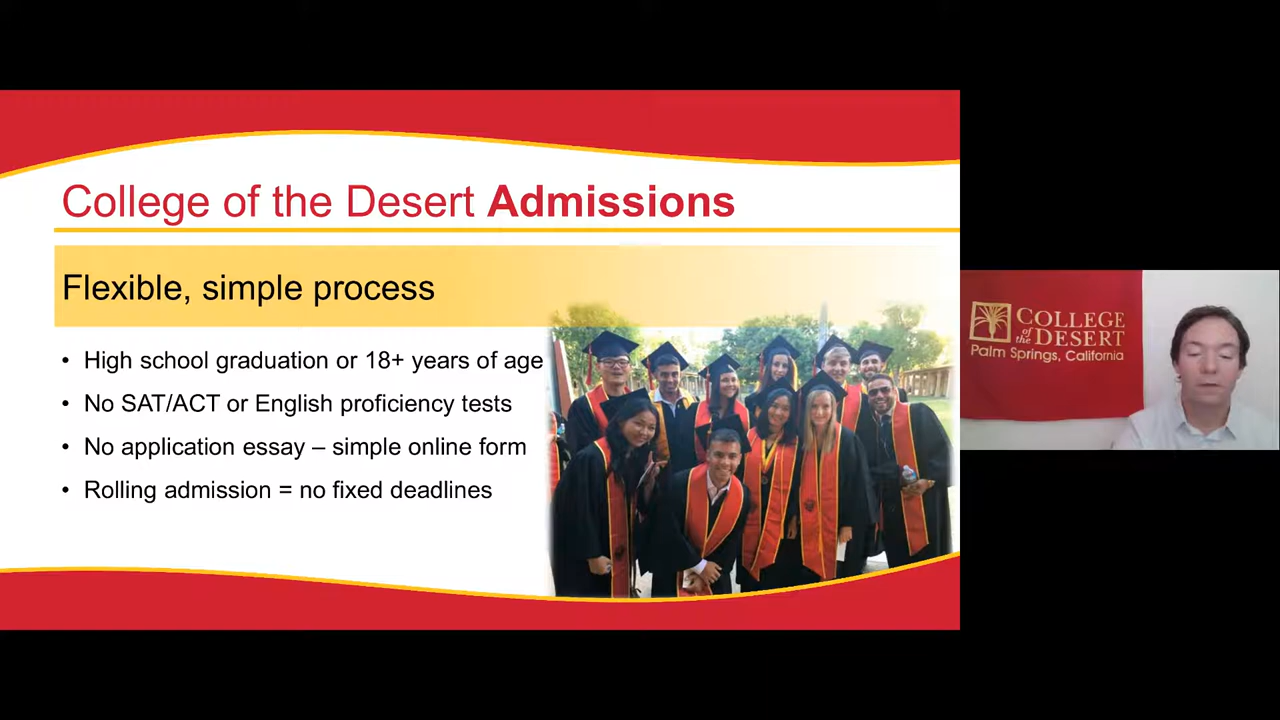 College of the Desert Admissions
Flexible, simple process
• High school graduation or 18+ years of age
• No SAT/ACT or English proficiency tests
• No application essay – simple online form
• Rolling admission = no fixed deadlines
COLLEGE
of the DESERT
Palm Springs, California